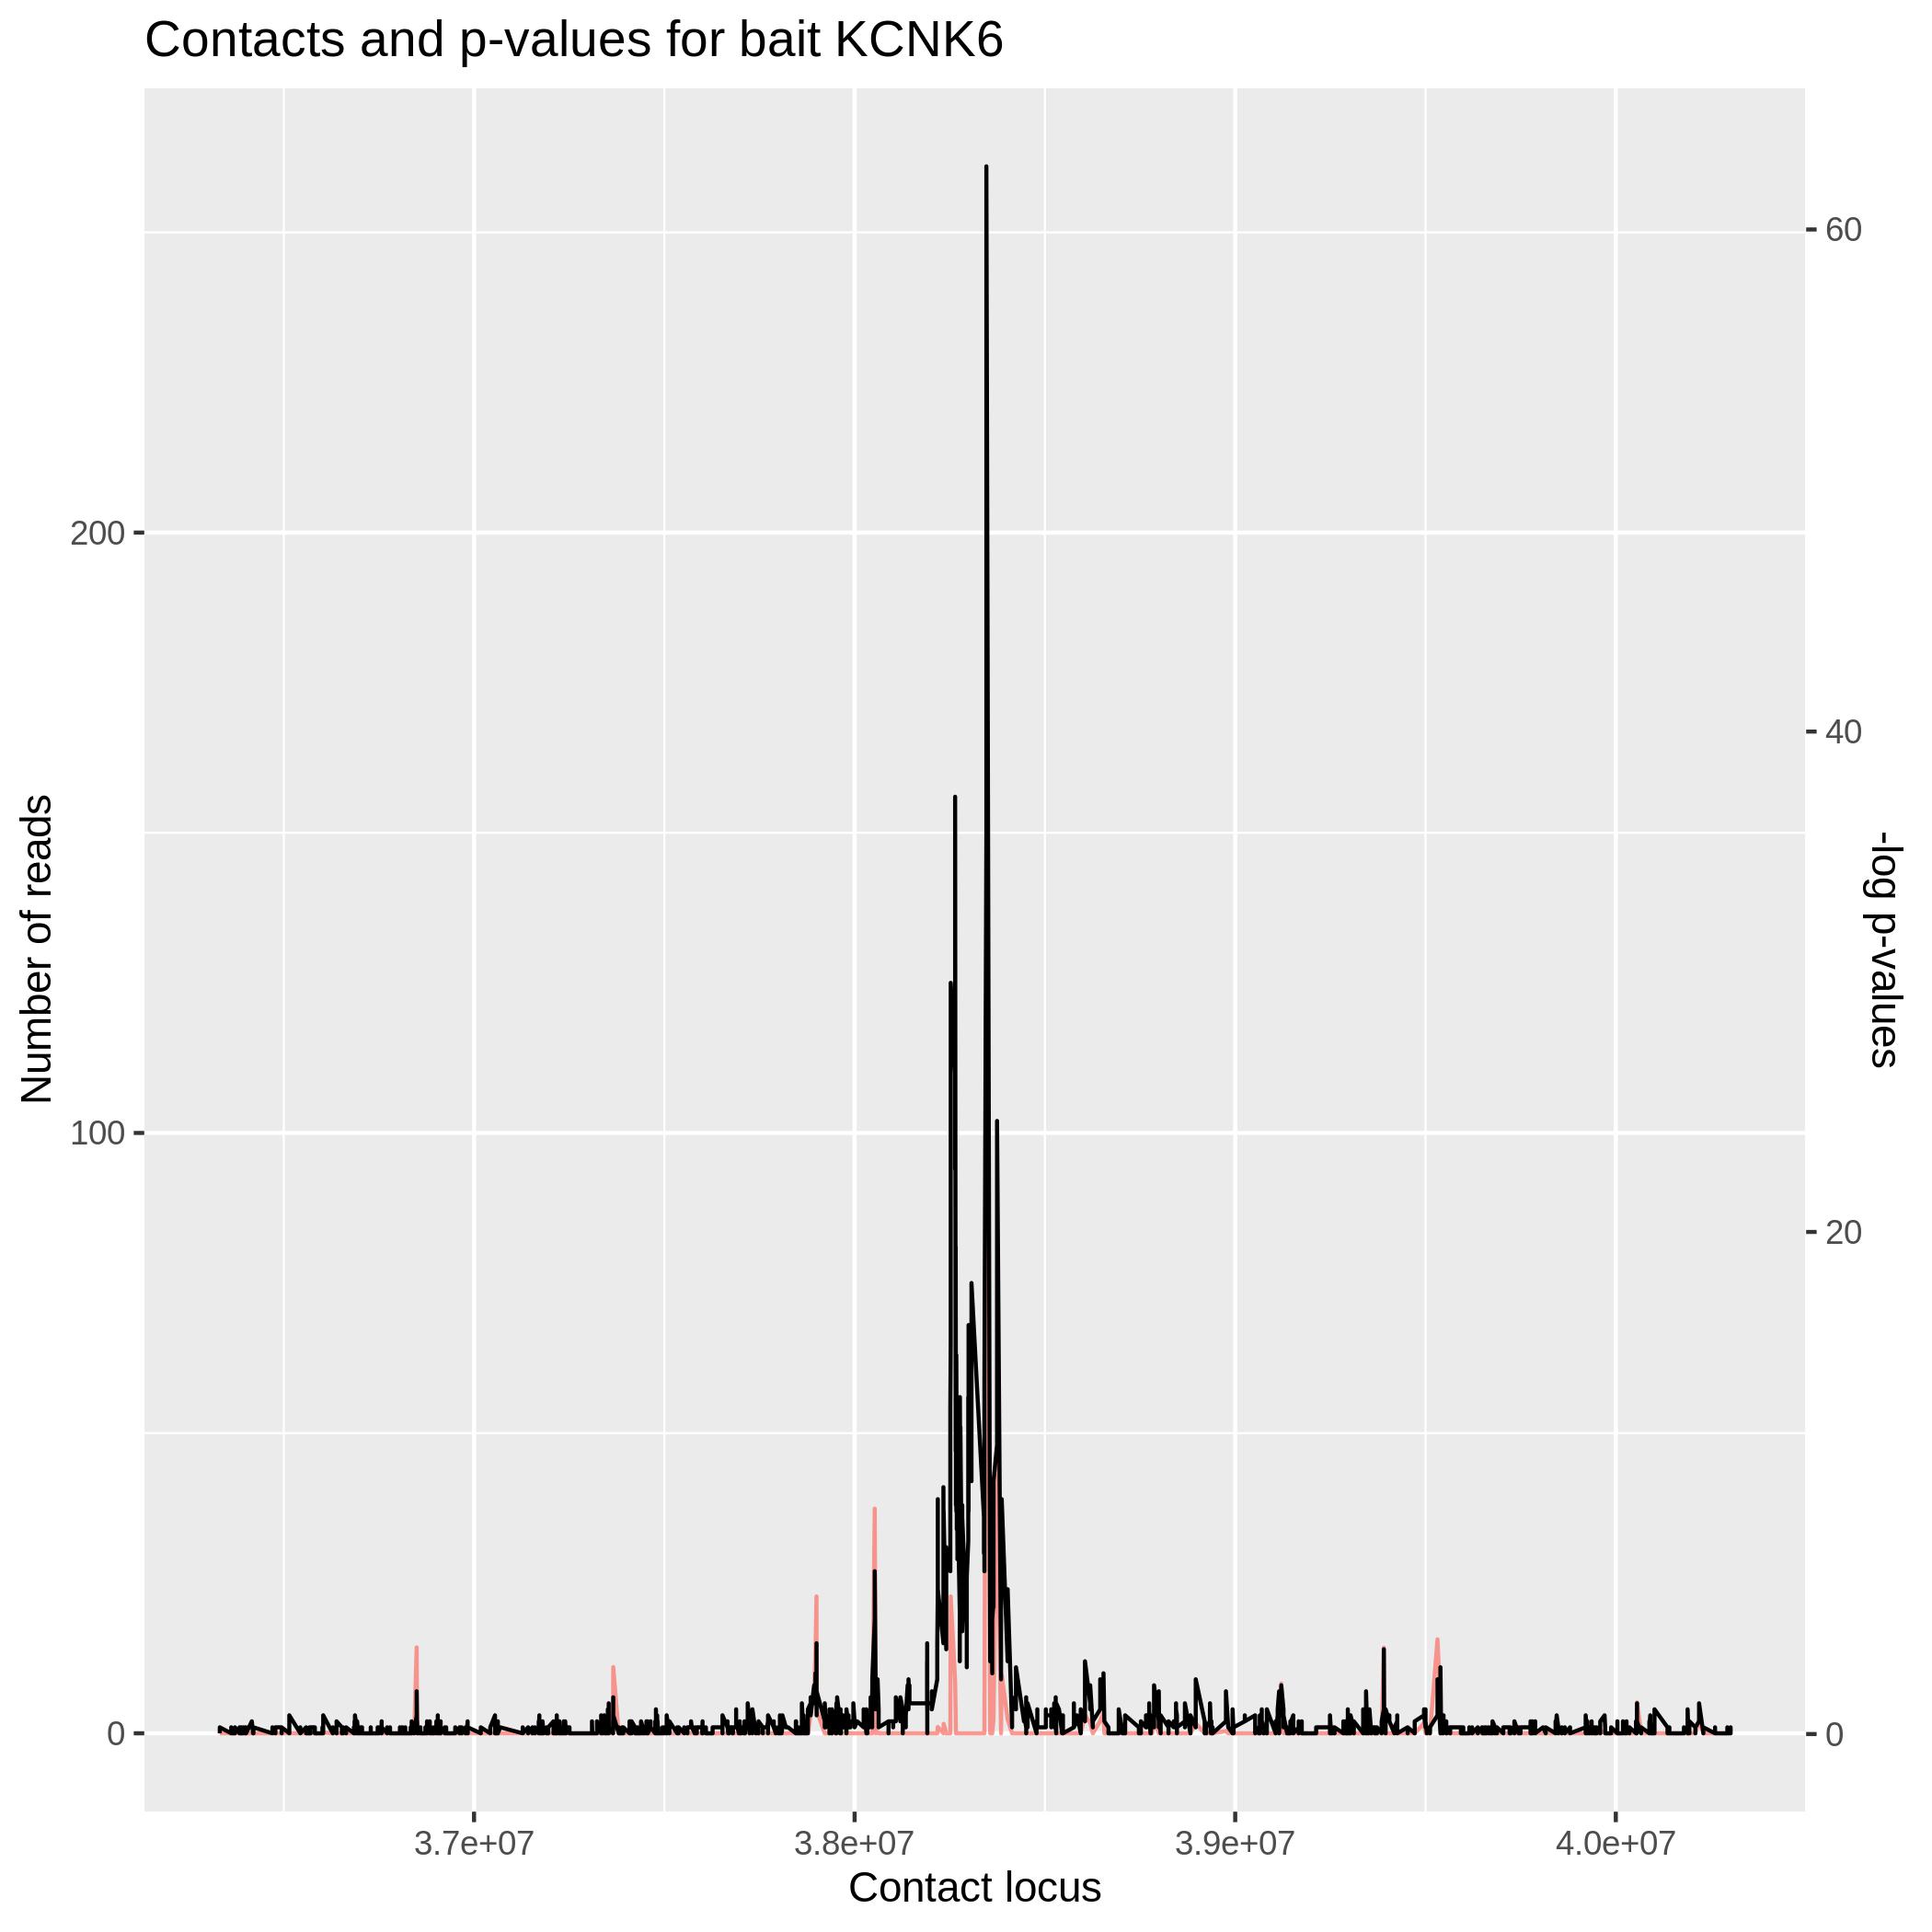 Contacts and p-values for bait KCNK6
Number of reads
200
100
0
60
40
20
0
-log p-values
3.7e+07
3.8e+07
3.9e+07
4.0e+07
Contact locus